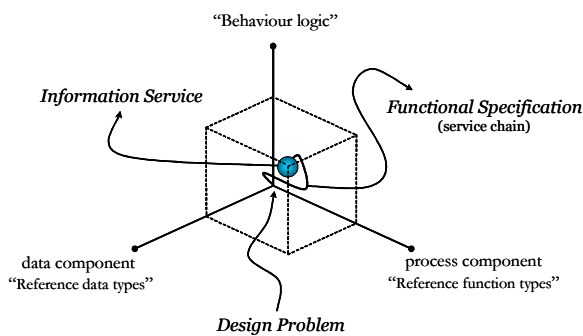 “Behaviour logic”
Information Service
Functional Specification
(service chain)
data component
“Reference data types”
process component
“Reference function types”
Design Problem